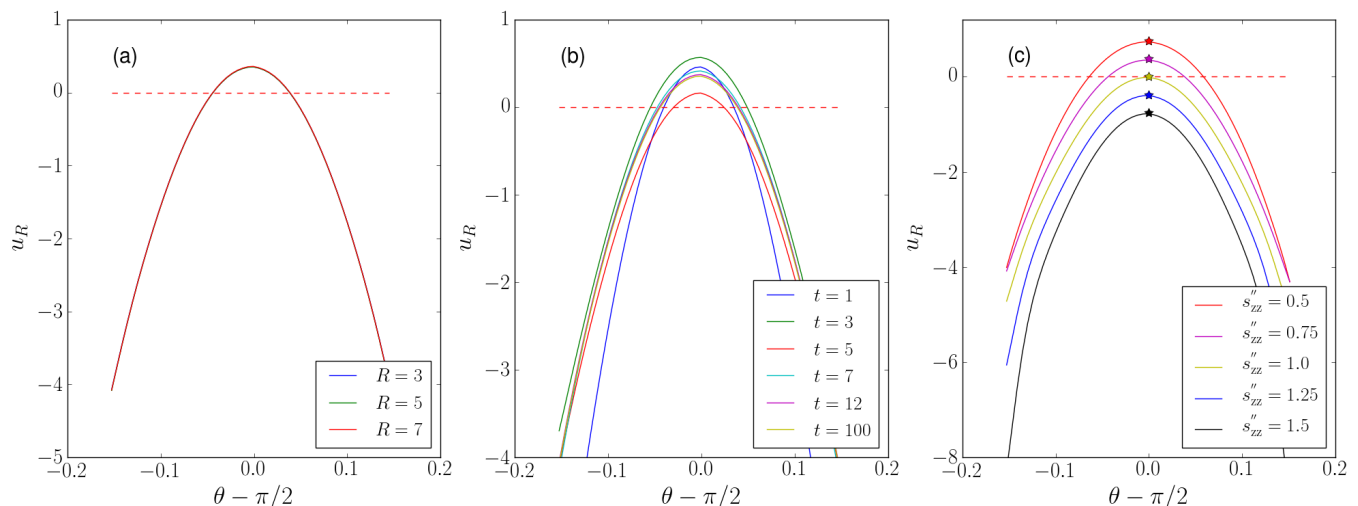 (a)
1
0
−1
−2
−3
−4
−5
u_R
−0.2
−0.1
0.0
0.1
0.2
θ − π/2
R = 3
R = 5
R = 7
(b)
1
0
−1
−2
−3
−4
u_R
−0.2
−0.1
0.0
0.1
0.2
θ − π/2
t = 1
t = 3
t = 5
t = 7
t = 12
t = 100
(c)
0
−2
−4
−6
−8
u_R
−0.2
−0.1
0.0
0.1
0.2
θ − π/2
s''_zz = 0.5
s''_zz = 0.75
s''_zz = 1.0
s''_zz = 1.25
s''_zz = 1.5